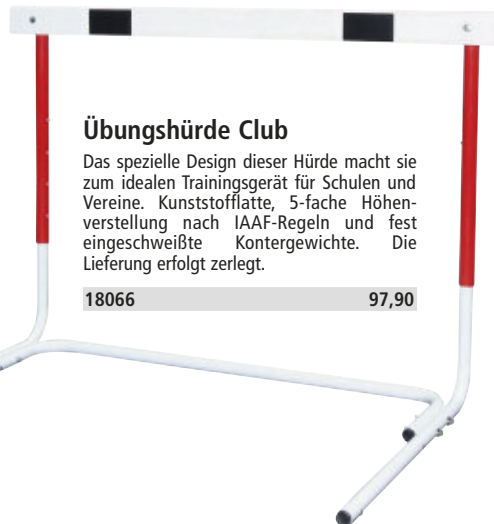 Übungshürde Club
Das spezielle Design dieser Hürde macht sie
zum idealen Trainingsgerät für Schulen und
Vereine. Kunststofflatte, 5-fache Höhen-
verstellung nach IAAF-Regeln und fest
eingeschweißte Kontergewichte. Die
Lieferung erfolgt zerlegt.
18066 97,90